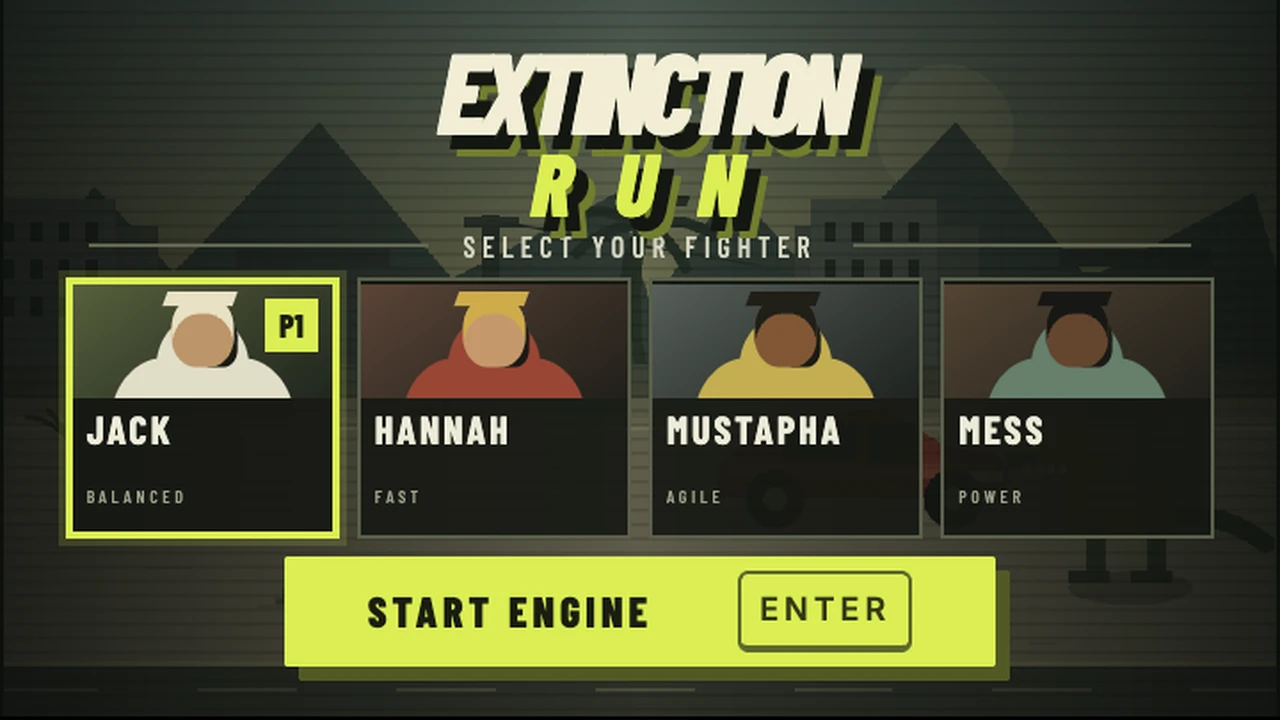 EXTINCTION
RUN
SELECT YOUR FIGHTER
P1
JACK
BALANCED
HANNAH
FAST
MUSTAPHA
AGILE
MESS
POWER
START ENGINE ENTER